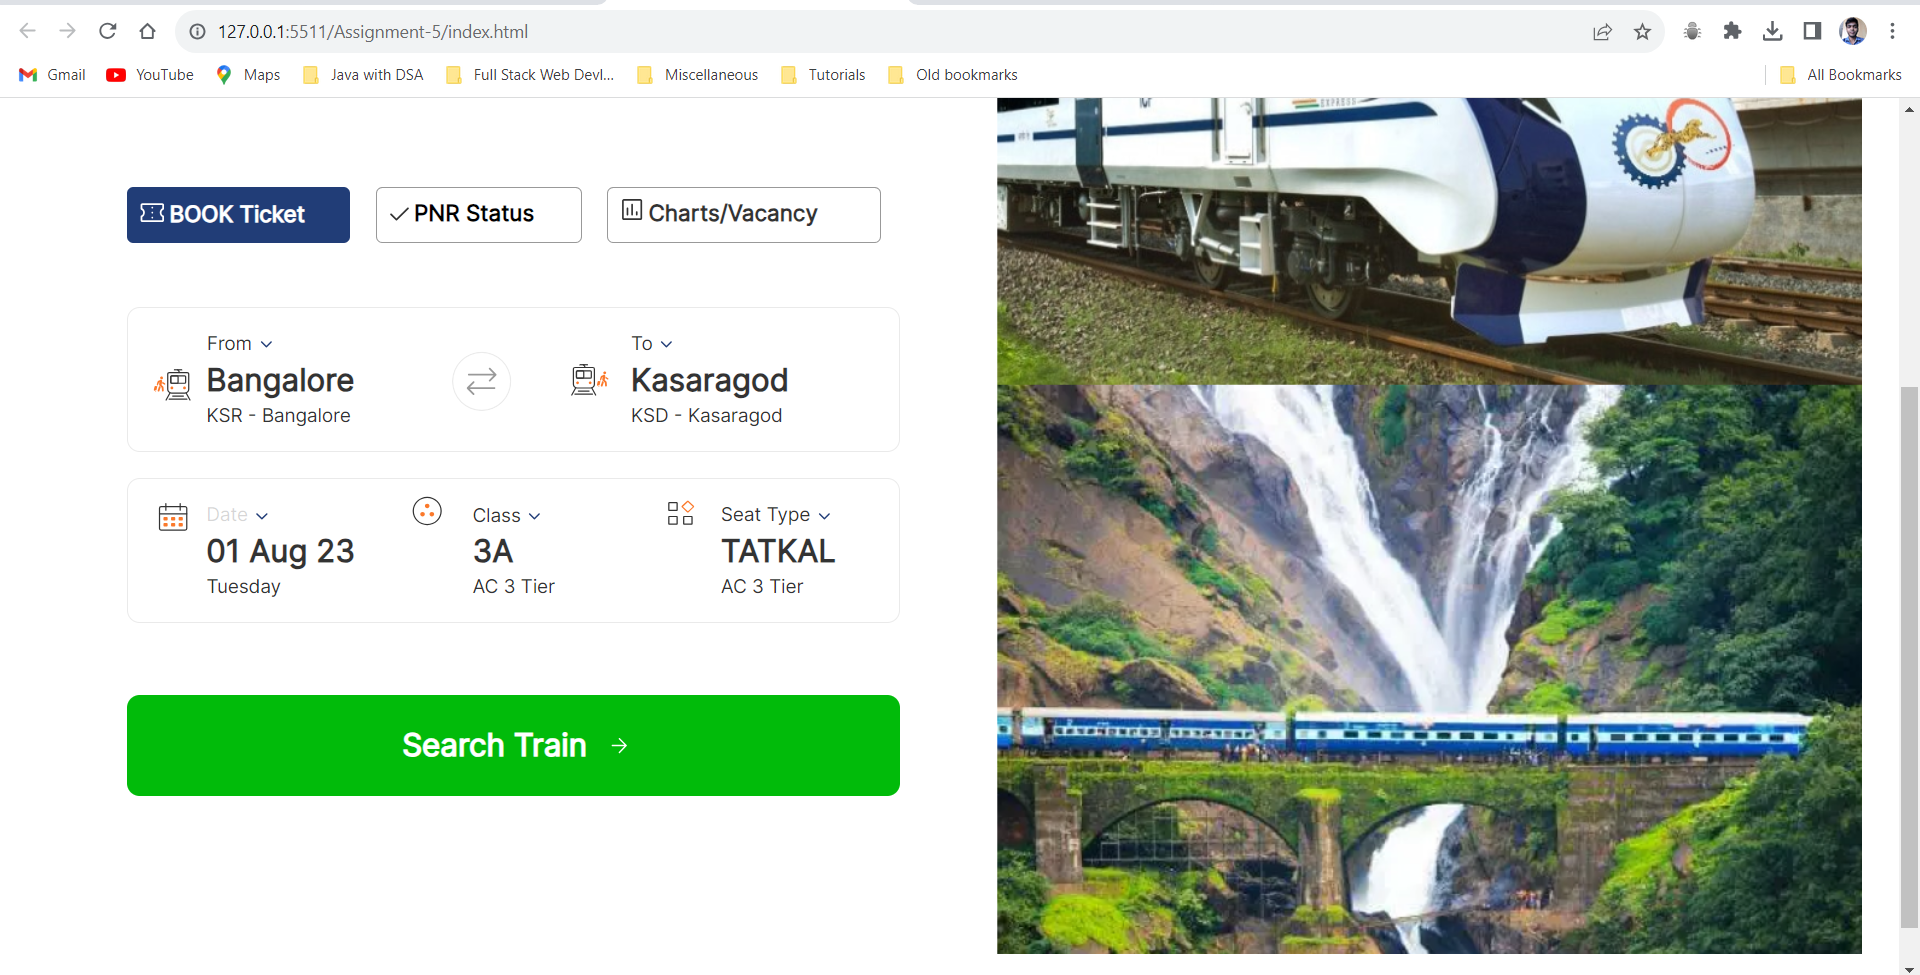 127.0.0.1:5511/Assignment-5/index.html
Gmail YouTube Maps Java with DSA Full Stack Web Devl... Miscellaneous Tutorials Old bookmarks All Bookmarks
EXPRESS
BOOK Ticket PNR Status Charts/Vacancy
From To
Bangalore Kasaragod
KSR - Bangalore KSD - Kasaragod
Date Class Seat Type
01 Aug 23 3A TATKAL
Tuesday AC 3 Tier AC 3 Tier
Search Train